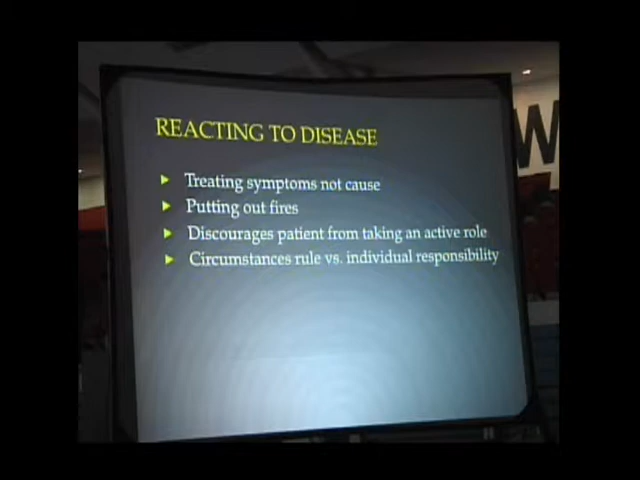 REACTING TO DISEASE
Treating symptoms not cause
Putting out fires
Discourages patient from taking an active role
Circumstances rule vs. individual responsibility
W